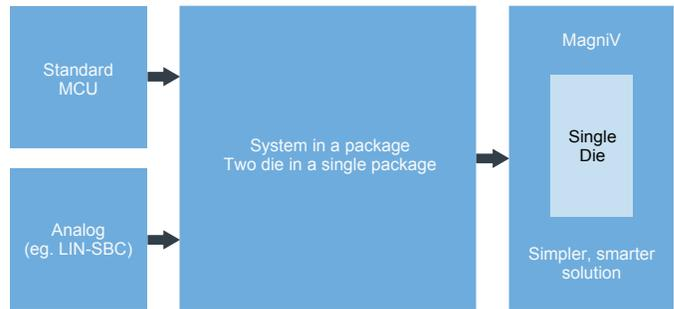 Standard
MCU
Analog
(eg. LIN-SBC)
System in a package
Two die in a single package
MagniV
Single
Die
Simpler, smarter
solution